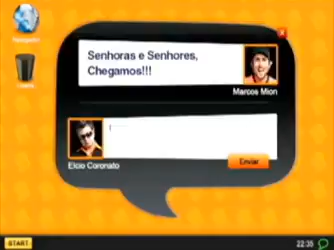 Senhoras e Senhores,
Chegamos!!!
Marcos Mion
Elcio Coronato
Enviar
START
22:35